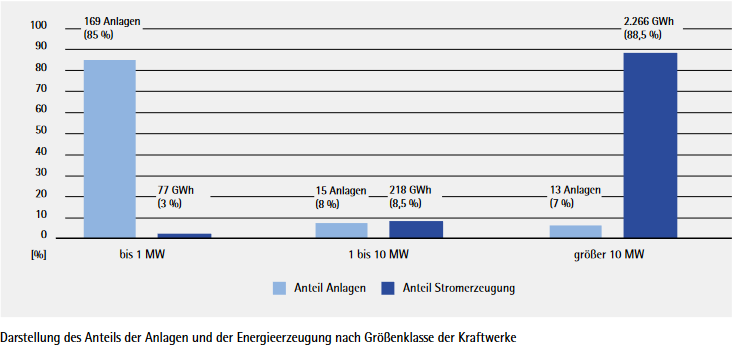 100
90
80
70
60
50
40
30
20
10
0
[%]
169 Anlagen
(85 %)
77 GWh
(3 %)
15 Anlagen
(8 %)
218 GWh
(8,5 %)
13 Anlagen
(7 %)
2.266 GWh
(88,5 %)
bis 1 MW
1 bis 10 MW
größer 10 MW
Anteil Anlagen
Anteil Stromerzeugung
Darstellung des Anteils der Anlagen und der Energieerzeugung nach Größenklasse der Kraftwerke